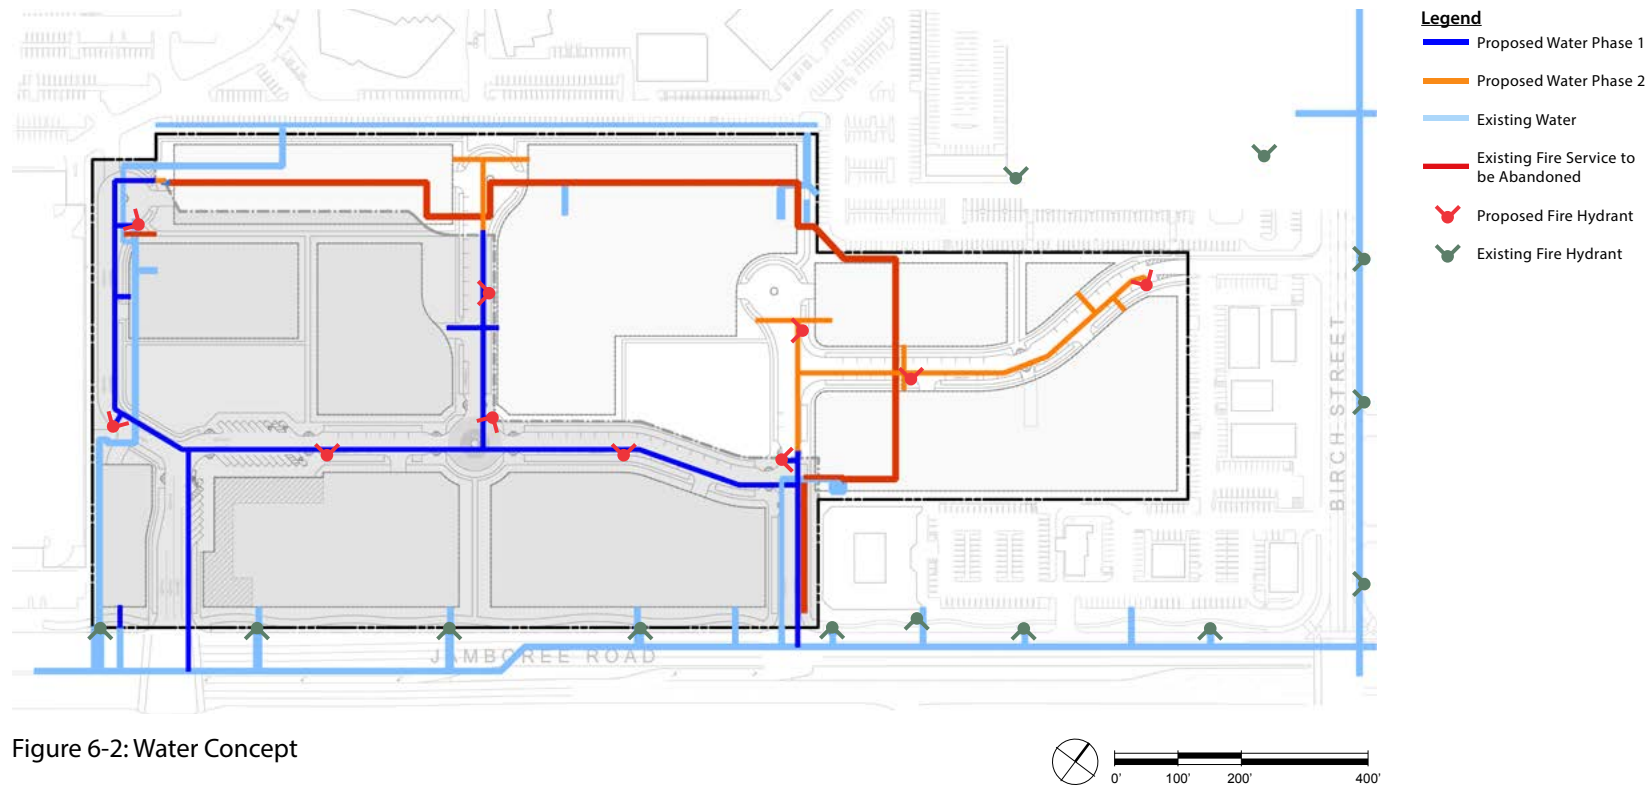 Legend
Proposed Water Phase 1
Proposed Water Phase 2
Existing Water
Existing Fire Service to
be Abandoned
Proposed Fire Hydrant
Existing Fire Hydrant
BIRCH STREET
JAMBOREE ROAD
Figure 6-2: Water Concept
0' 100' 200' 400'